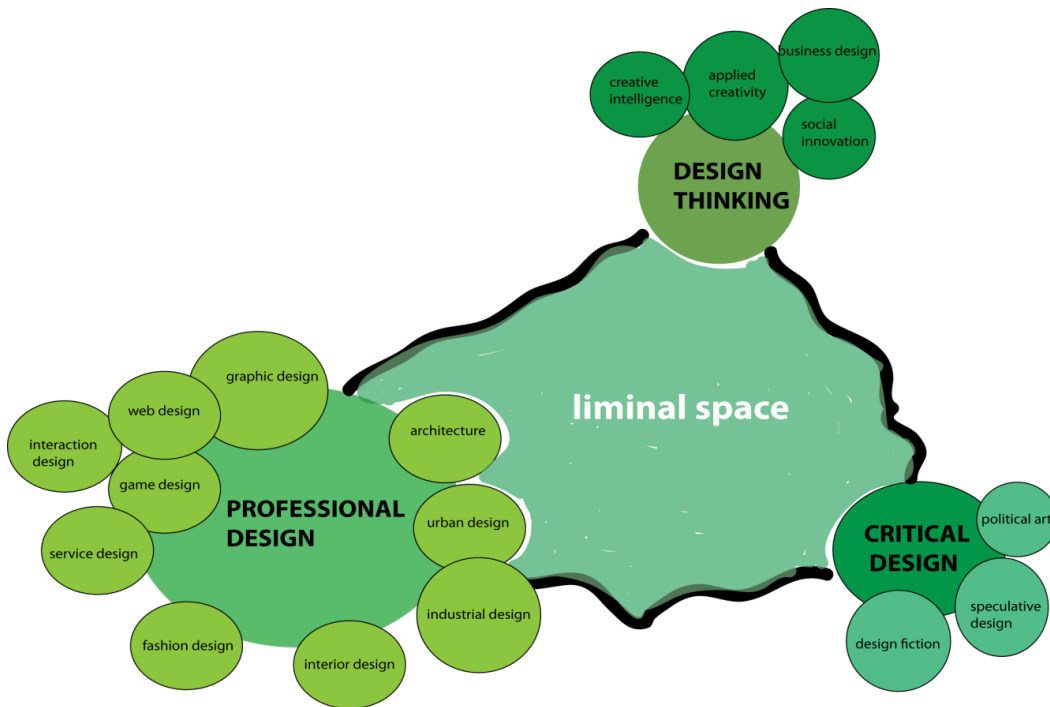 business design
creative
intelligence
applied
creativity
social
innovation
DESIGN
THINKING
graphic design
web design
interaction
design
game design
architecture
liminal space
PROFESSIONAL
DESIGN
urban design
service design
industrial design
fashion design
interior design
CRITICAL
DESIGN
political art
speculative
design
design fiction